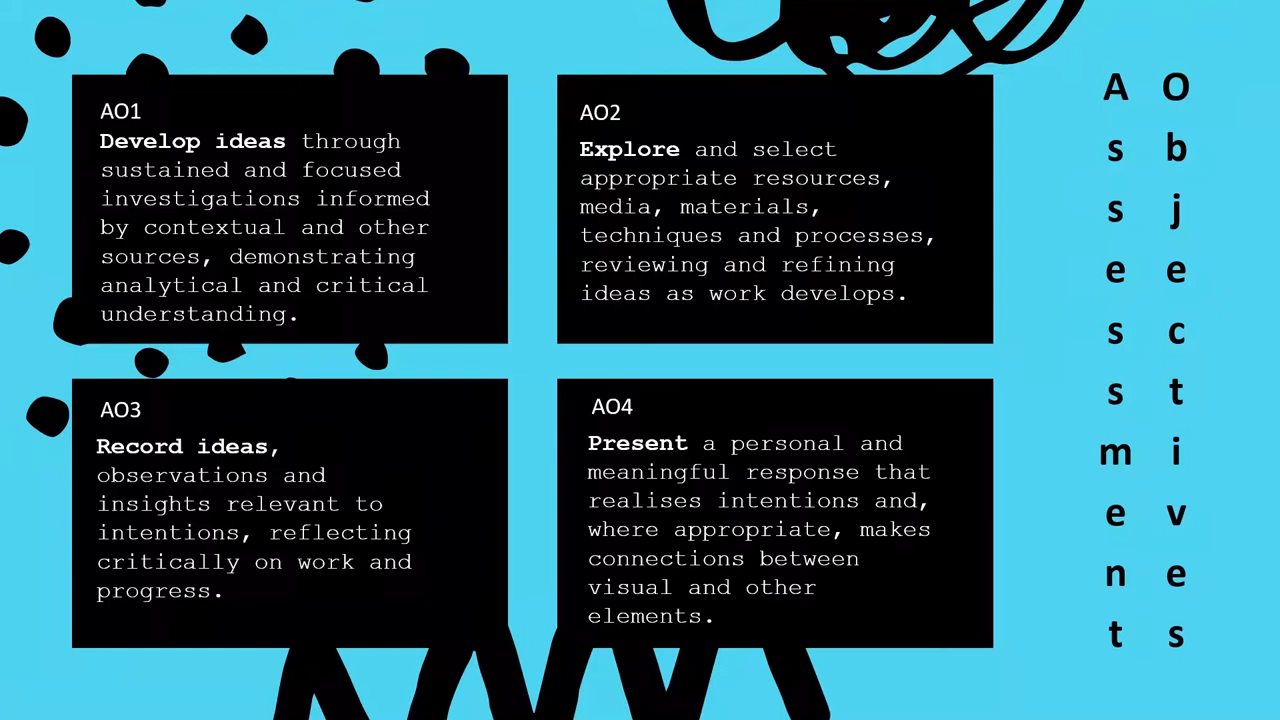 AO1
Develop ideas through
sustained and focused
investigations informed
by contextual and other
sources, demonstrating
analytical and critical
understanding.
AO2
Explore and select
appropriate resources,
media, materials,
techniques and processes,
reviewing and refining
ideas as work develops.
AO3
Record ideas,
observations and
insights relevant to
intentions, reflecting
critically on work and
progress.
AO4
Present a personal and
meaningful response that
realises intentions and,
where appropriate, makes
connections between
visual and other
elements.
Assessment
Objectives